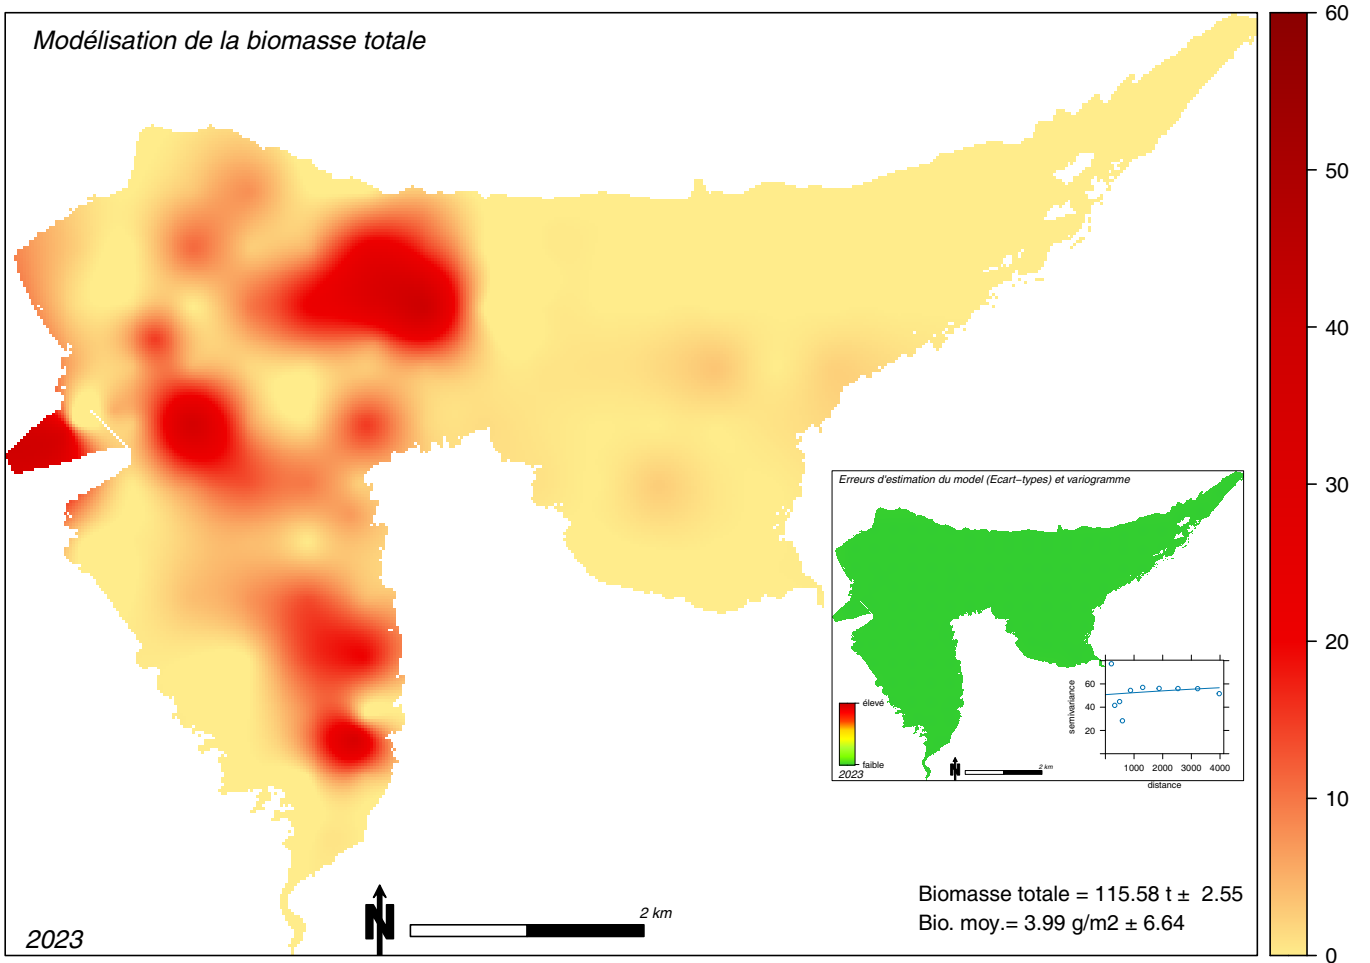 Modélisation de la biomasse totale
60
50
40
30
20
10
0
Erreurs d'estimation du model (Ecart−types) et variogramme
élevé
faible
2023
N
2 km
semivariance
60
40
20
1000 2000 3000 4000
distance
Biomasse totale = 115.58 t ± 2.55
Bio. moy.= 3.99 g/m2 ± 6.64
2023
N
2 km